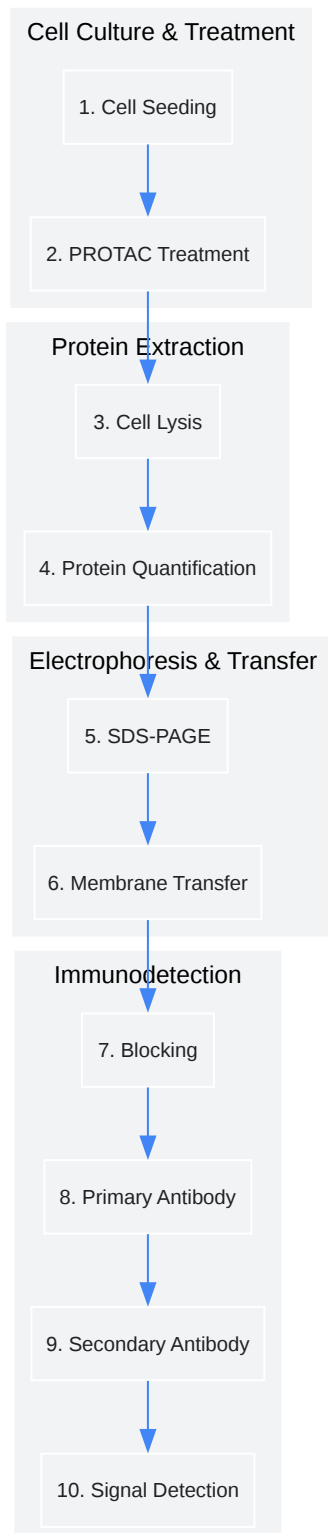 Cell Culture & Treatment
1. Cell Seeding
2. PROTAC Treatment
Protein Extraction
3. Cell Lysis
4. Protein Quantification
Electrophoresis & Transfer
5. SDS-PAGE
6. Membrane Transfer
Immunodetection
7. Blocking
8. Primary Antibody
9. Secondary Antibody
10. Signal Detection